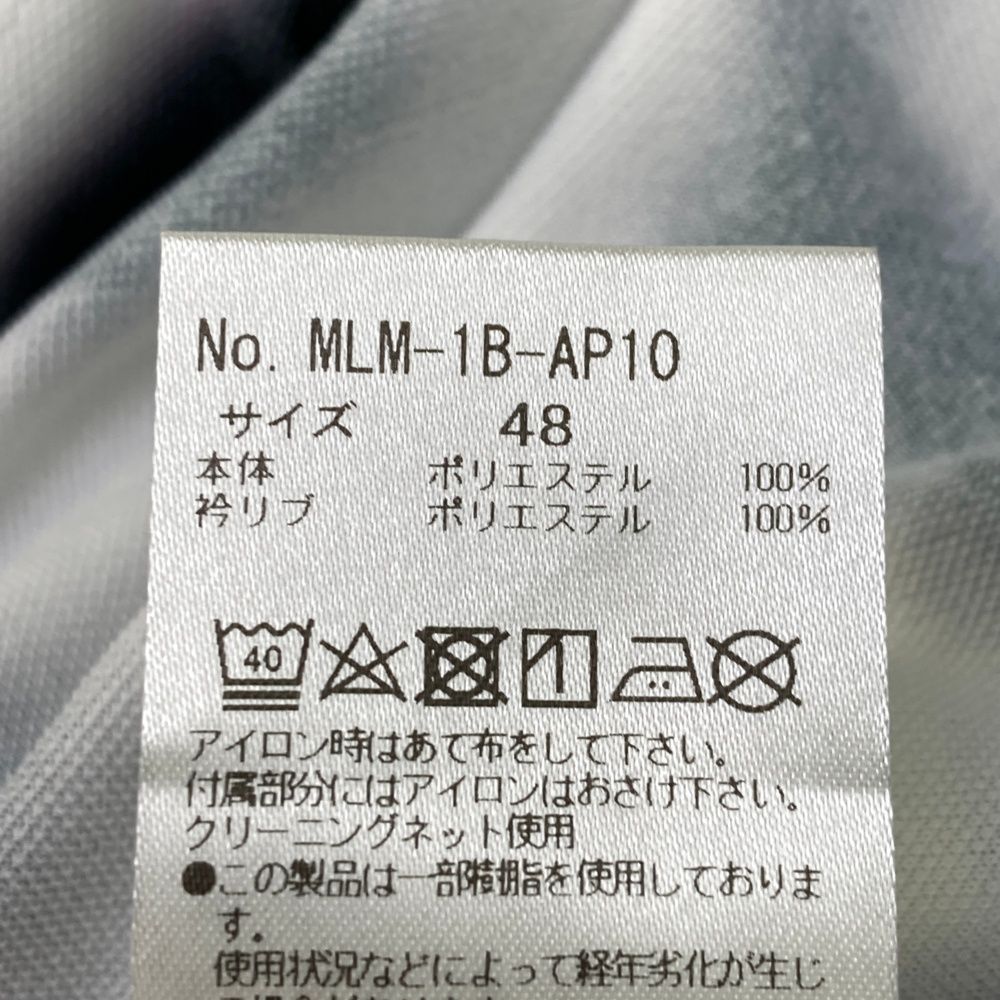 No. MLM-1B-AP10
サイズ 48
本体 ポリエステル 100%
衿リブ ポリエステル 100%
40
アイロン時はあて布をして下さい。
付属部分にはアイロンはおさけ下さい。
クリーニングネット使用
●この製品は一部樹脂を使用しておりま
す。
使用状況などによって経年劣化が生じ